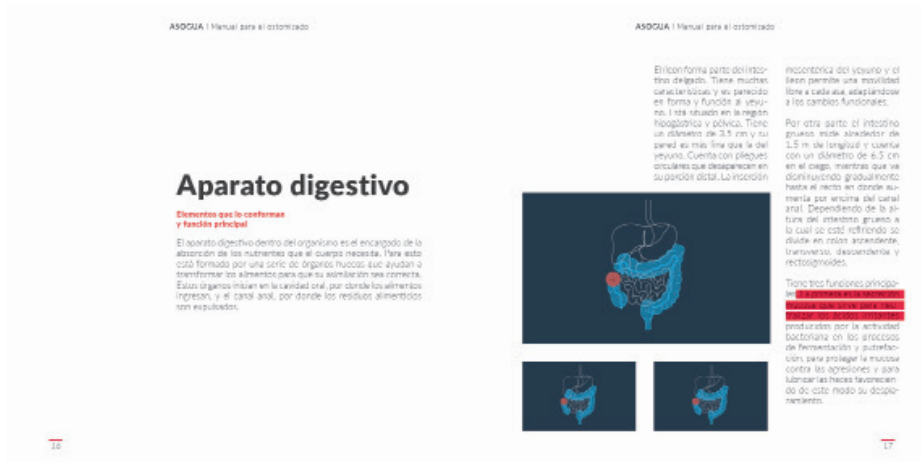 ASOGUA | Manual para el ostomizado
Aparato digestivo
Elementos que lo conforman
y función principal
El aparato digestivo dentro del organismo es el encargado de la
absorción de los nutrientes que el cuerpo necesita. Para esto
está formado por una serie de órganos huecos que ayudan a
transformar los alimentos para que su asimilación sea correcta.
Estos órganos inician en la cavidad oral, por donde los alimentos
ingresan, y el canal anal, por donde los residuos alimenticios
son expulsados.
16
ASOGUA | Manual para el ostomizado
El íleon forma parte del intes-
tino delgado. Tiene muchas
características y es parecido
en forma y función al yeyu-
no. Está situado en la región
hipogástrica y pélvica. Tiene
un diámetro de 3.5 cm y su
pared es más fina que la del
yeyuno. Cuenta con pliegues
circulares que desaparecen en
su porción distal. La inserción
mesentérica del yeyuno y el
íleon permite una movilidad
libre a cada asa, adaptándose
a los cambios funcionales.
Por otra parte el intestino
grueso mide alrededor de
1.5 m de longitud y cuenta
con un diámetro de 6.5 cm
en el ciego, mientras que va
disminuyendo gradualmente
hasta el recto en donde au-
menta por encima del canal
anal. Dependiendo de la al-
tura del intestino grueso a
la cual se esté refiriendo se
divide en colon ascendente,
transverso, descendente y
rectosigmoides.
Tiene tres funciones principa-
les. La primera es la secreción
mucosa que sirve para neu-
tralizar los ácidos irritantes
producidos por la actividad
bacteriana en los procesos
de fermentación y putrefac-
ción, para proteger la mucosa
contra las agresiones y para
lubricar las heces favorecien-
do de este modo su despla-
zamiento.
17